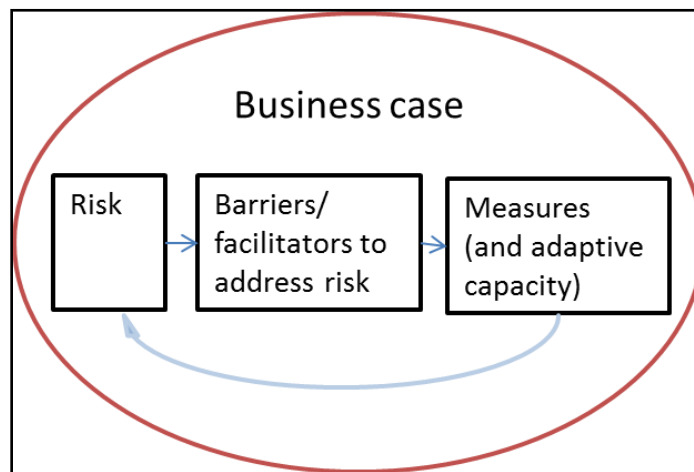 Business case
Risk
Barriers/
facilitators to
address risk
Measures
(and adaptive
capacity)